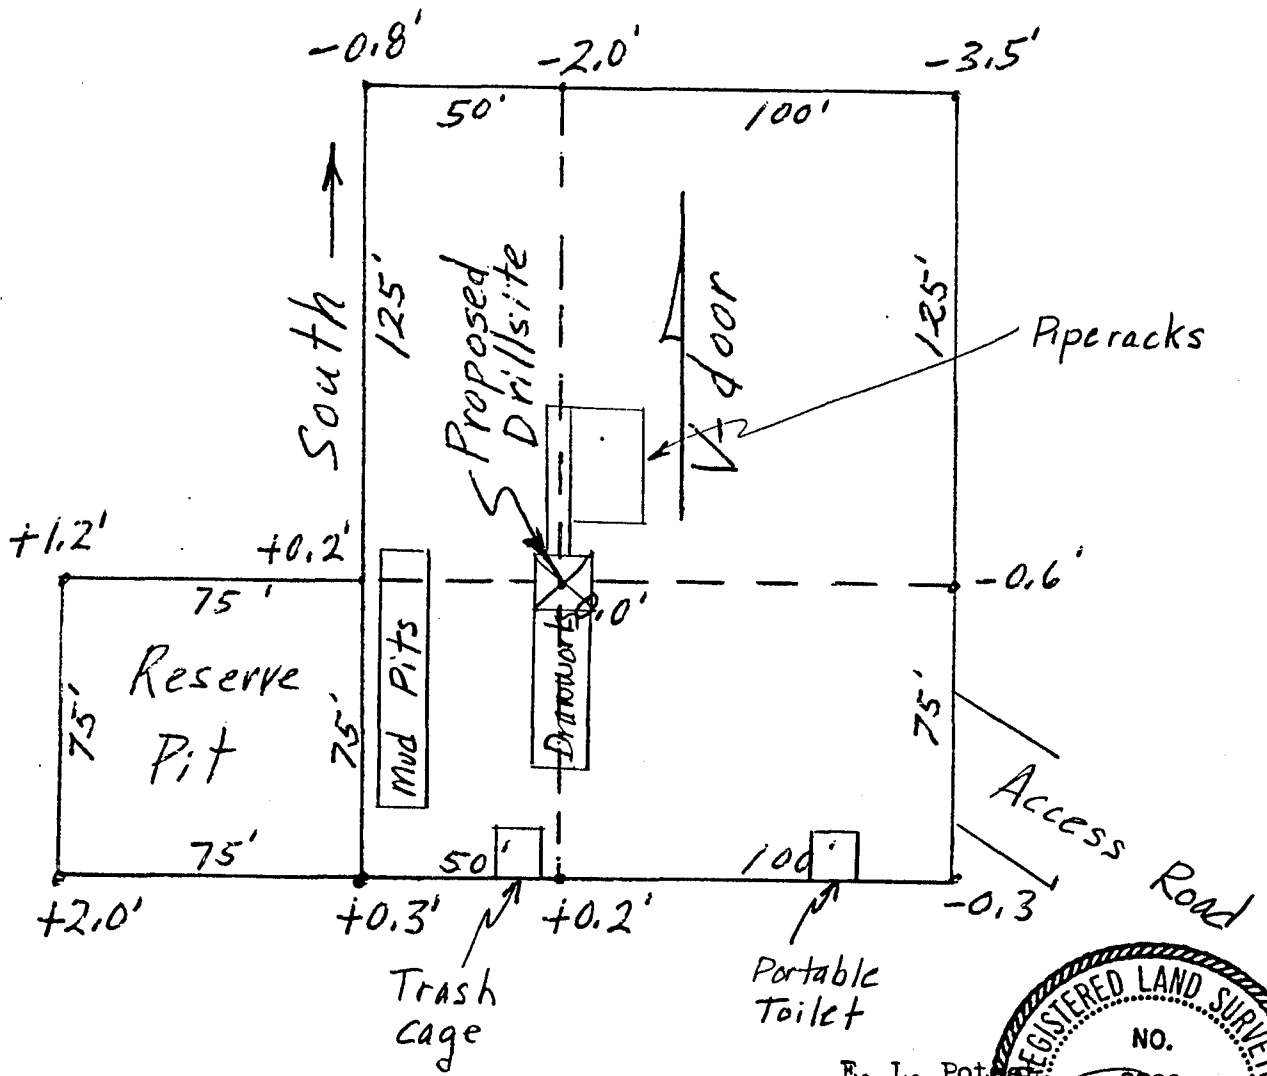 -0.8'
-2.0'
-3.5'
50'
100'
South
125'
Proposed
Drillsite
V-door
125'
Piperacks
+1.2'
+0.2'
-0.6'
75'
0.0'
Reserve
Pit
75'
75'
Mud Pits
Drawworks
75'
Access Road
75'
50'
100'
+2.0'
+0.3'
+0.2'
-0.3
Trash
cage
Portable
Toilet
REGISTERED LAND
NO.
E. L.